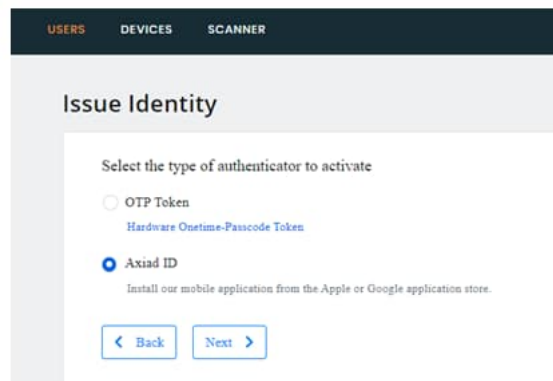 USERS DEVICES SCANNER
Issue Identity
Select the type of authenticator to activate
OTP Token
Hardware Onetime-Passcode Token
Axiad ID
Install our mobile application from the Apple or Google application store.
Back Next